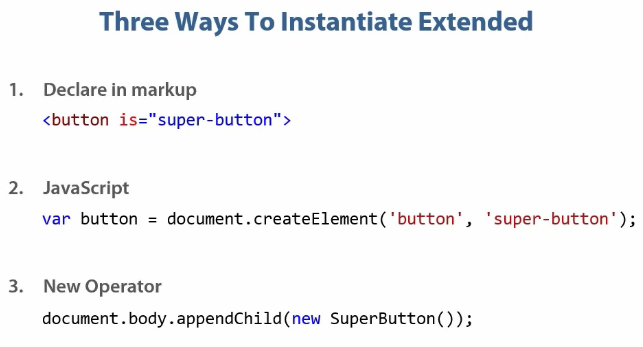 Three Ways To Instantiate Extended
1. Declare in markup
<button is="super-button">
2. JavaScript
var button = document.createElement('button', 'super-button');
3. New Operator
document.body.appendChild(new SuperButton());